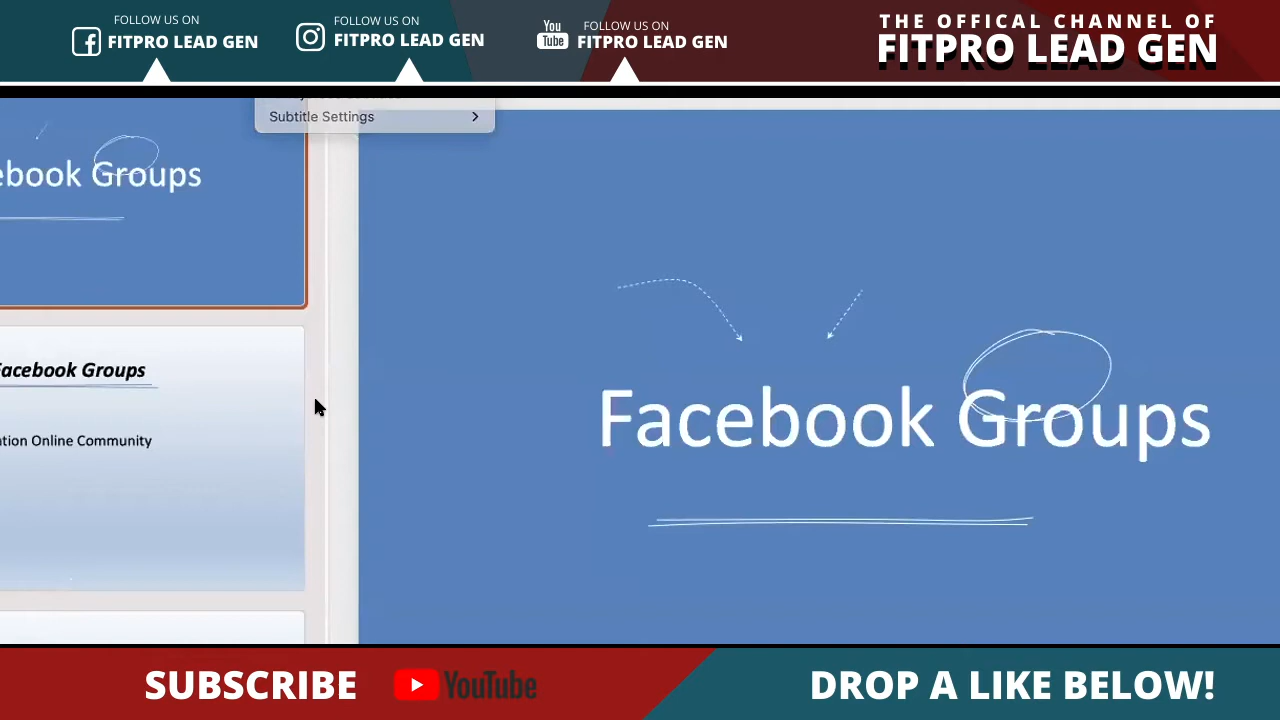 FOLLOW US ON
FITPRO LEAD GEN
FOLLOW US ON
FITPRO LEAD GEN
You
Tube
FOLLOW US ON
FITPRO LEAD GEN
THE OFFICAL CHANNEL OF
FITPRO LEAD GEN
Subtitle Settings
ebook Groups
Facebook Groups
ation Online Community
Facebook Groups
SUBSCRIBE
YouTube
DROP A LIKE BELOW!